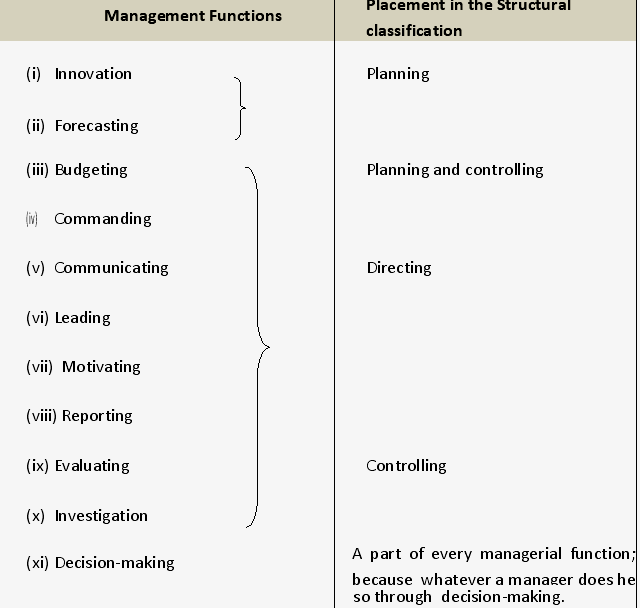 Management Functions
Placement in the Structural
classification
(i) Innovation
Planning
(ii) Forecasting
(iii) Budgeting
Planning and controlling
(iv) Commanding
(v) Communicating
Directing
(vi) Leading
(vii) Motivating
(viii) Reporting
(ix) Evaluating
Controlling
(x) Investigation
(xi) Decision-making
A part of every managerial function;
because whatever a manager does he
so through decision-making.